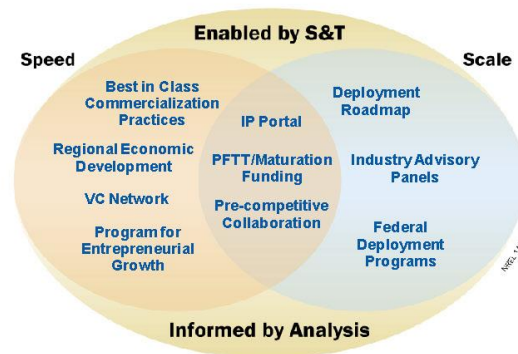 Enabled by S&T
Speed
Scale
Best in Class
Commercialization
Practices
Regional Economic
Development
VC Network
Program for
Entrepreneurial
Growth
IP Portal
PFTT/Maturation
Funding
Pre-competitive
Collaboration
Deployment
Roadmap
Industry Advisory
Panels
Federal
Deployment
Programs
Informed by Analysis